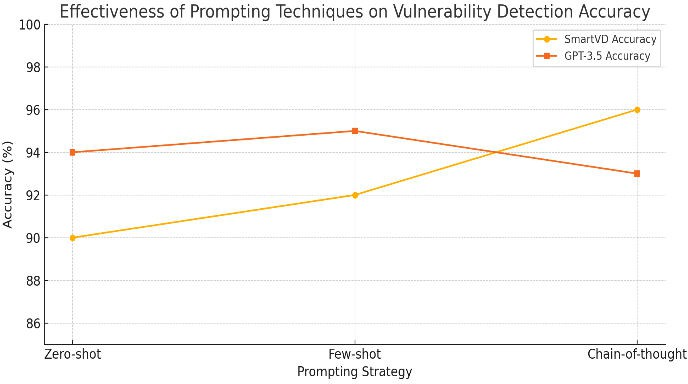 Effectiveness of Prompting Techniques on Vulnerability Detection Accuracy
SmartVD Accuracy
GPT-3.5 Accuracy
Accuracy (%)
100
98
96
94
92
90
88
86
Zero-shot
Few-shot
Chain-of-thought
Prompting Strategy